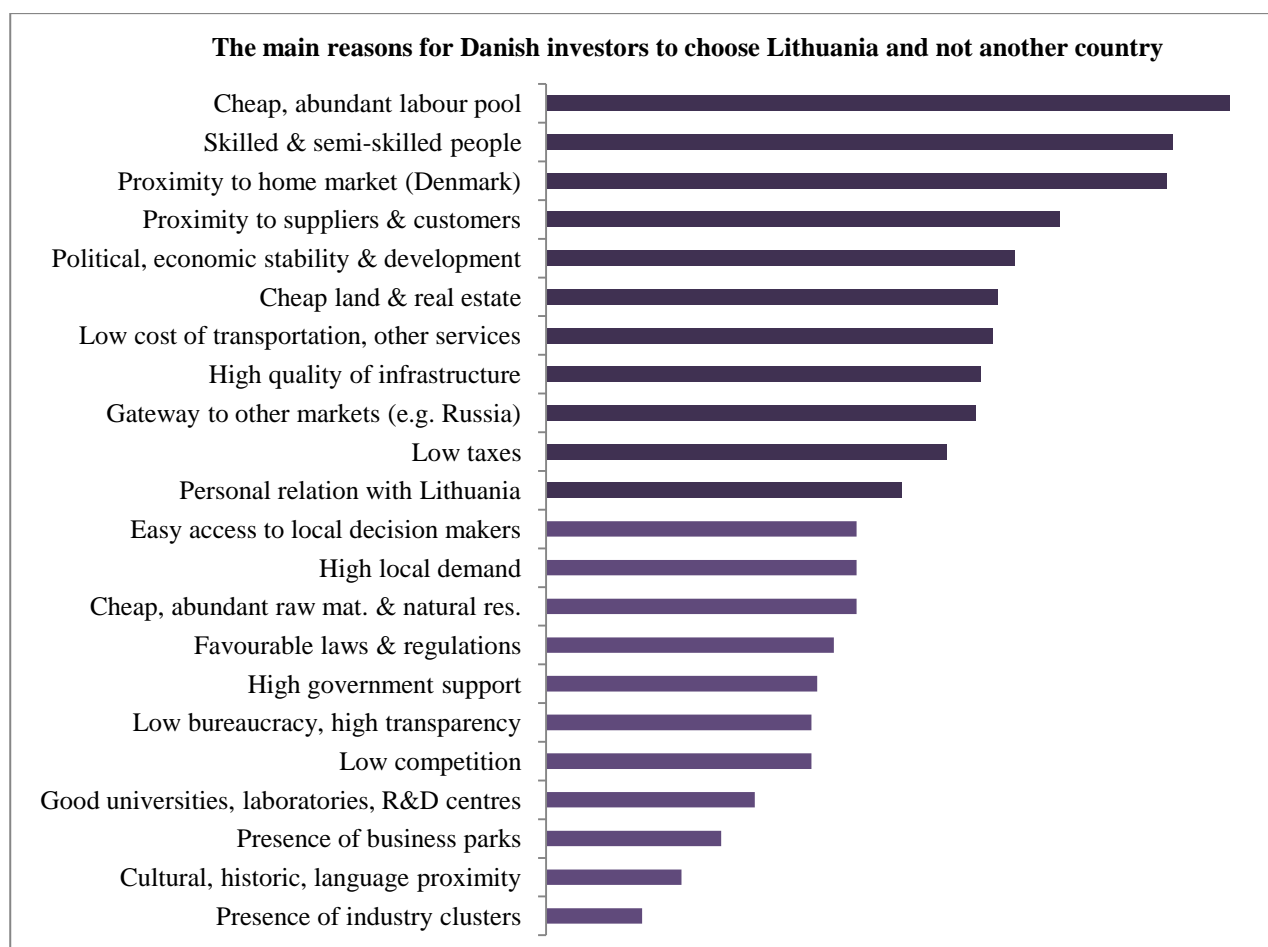 The main reasons for Danish investors to choose Lithuania and not another country
Cheap, abundant labour pool
Skilled & semi-skilled people
Proximity to home market (Denmark)
Proximity to suppliers & customers
Political, economic stability & development
Cheap land & real estate
Low cost of transportation, other services
High quality of infrastructure
Gateway to other markets (e.g. Russia)
Low taxes
Personal relation with Lithuania
Easy access to local decision makers
High local demand
Cheap, abundant raw mat. & natural res.
Favourable laws & regulations
High government support
Low bureaucracy, high transparency
Low competition
Good universities, laboratories, R&D centres
Presence of business parks
Cultural, historic, language proximity
Presence of industry clusters